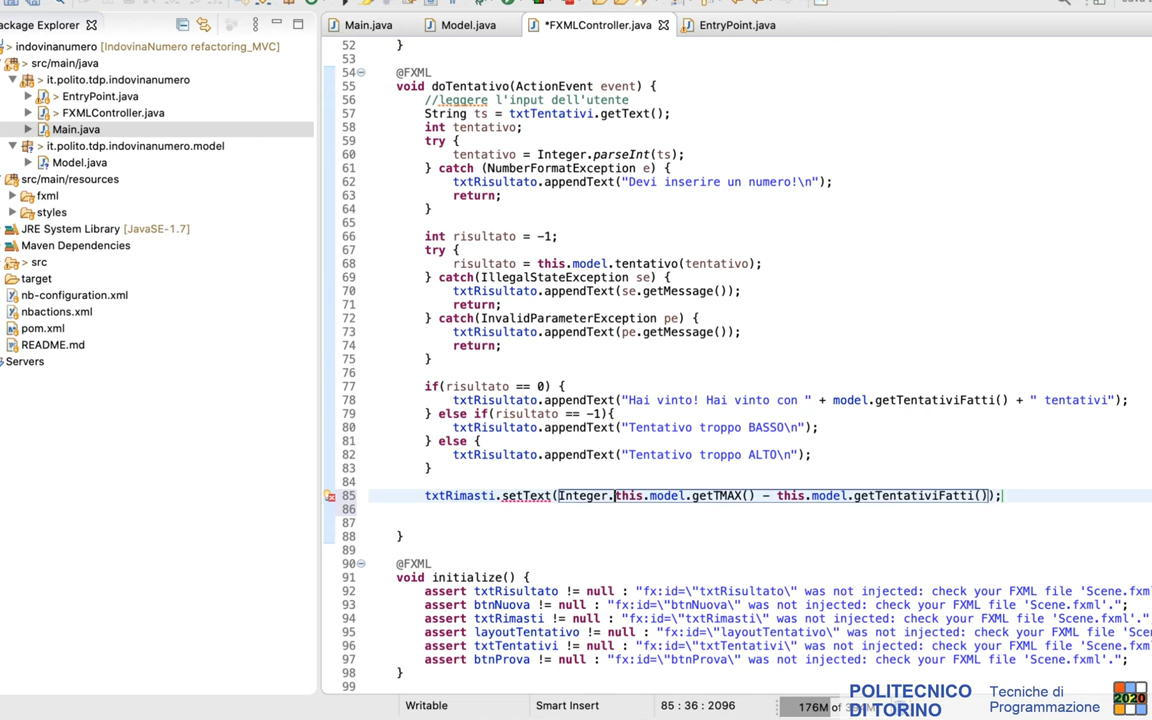 ackage Explorer
Main.java Model.java *FXMLController.java EntryPoint.java
> indovinanumero [IndovinaNumero refactoring_MVC]
> src/main/java
> it.polito.tdp.indovinanumero
> EntryPoint.java
> FXMLController.java
Main.java
> it.polito.tdp.indovinanumero.model
> Model.java
src/main/resources
fxml
styles
JRE System Library [JavaSE-1.7]
Maven Dependencies
> src
target
nb-configuration.xml
nbactions.xml
pom.xml
README.md
Servers
52 }
53
54 @FXML
55 void doTentativo(ActionEvent event) {
56 //leggere l'input dell'utente
57 String ts = txtTentativi.getText();
58 int tentativo;
59 try {
60 tentativo = Integer.parseInt(ts);
61 } catch (NumberFormatException e) {
62 txtRisultato.appendText("Devi inserire un numero!\n");
63 return;
64 }
65
66 int risultato = -1;
67 try {
68 risultato = this.model.tentativo(tentativo);
69 } catch(IllegalStateException se) {
70 txtRisultato.appendText(se.getMessage());
71 return;
72 } catch(InvalidParameterException pe) {
73 txtRisultato.appendText(pe.getMessage());
74 return;
75 }
76
77 if(risultato == 0) {
78 txtRisultato.appendText("Hai vinto! Hai vinto con " + model.getTentativiFatti() + " tentativi");
79 } else if(risultato == -1){
80 txtRisultato.appendText("Tentativo troppo BASSO\n");
81 } else {
82 txtRisultato.appendText("Tentativo troppo ALTO\n");
83 }
84
85 txtRimasti.setText(Integer.this.model.getTMAX() - this.model.getTentativiFatti());
86
87
88 }
89
90 @FXML
91 void initialize() {
92 assert txtRisultato != null : "fx:id=\"txtRisultato\" was not injected: check your FXML file 'Scene.fxml
93 assert btnNuova != null : "fx:id=\"btnNuova\" was not injected: check your FXML file 'Scene.fxml'.";
94 assert txtRimasti != null : "fx:id=\"txtRimasti\" was not injected: check your FXML file 'Scene.fxml'."
95 assert layoutTentativo != null : "fx:id=\"layoutTentativo\" was not injected: check your FXML file 'Scen
96 assert txtTentativi != null : "fx:id=\"txtTentativi\" was not injected: check your FXML file 'Scene.fxml
97 assert btnProva != null : "fx:id=\"btnProva\" was not injected: check your FXML file 'Scene.fxml'.";
98 }
99
Writable Smart Insert 85 : 36 : 2096 176M of
POLITECNICO
DI TORINO
Tecniche di
Programmazione
2020